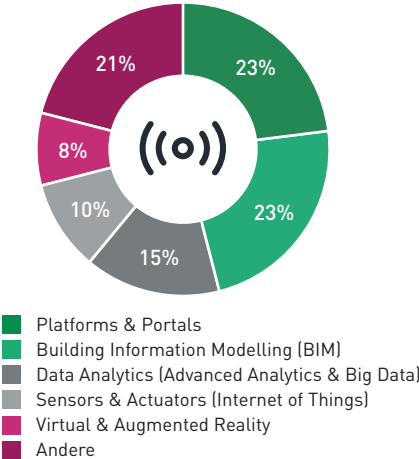 21%
23%
8%
10%
23%
15%
Platforms & Portals
Building Information Modelling (BIM)
Data Analytics (Advanced Analytics & Big Data)
Sensors & Actuators (Internet of Things)
Virtual & Augmented Reality
Andere